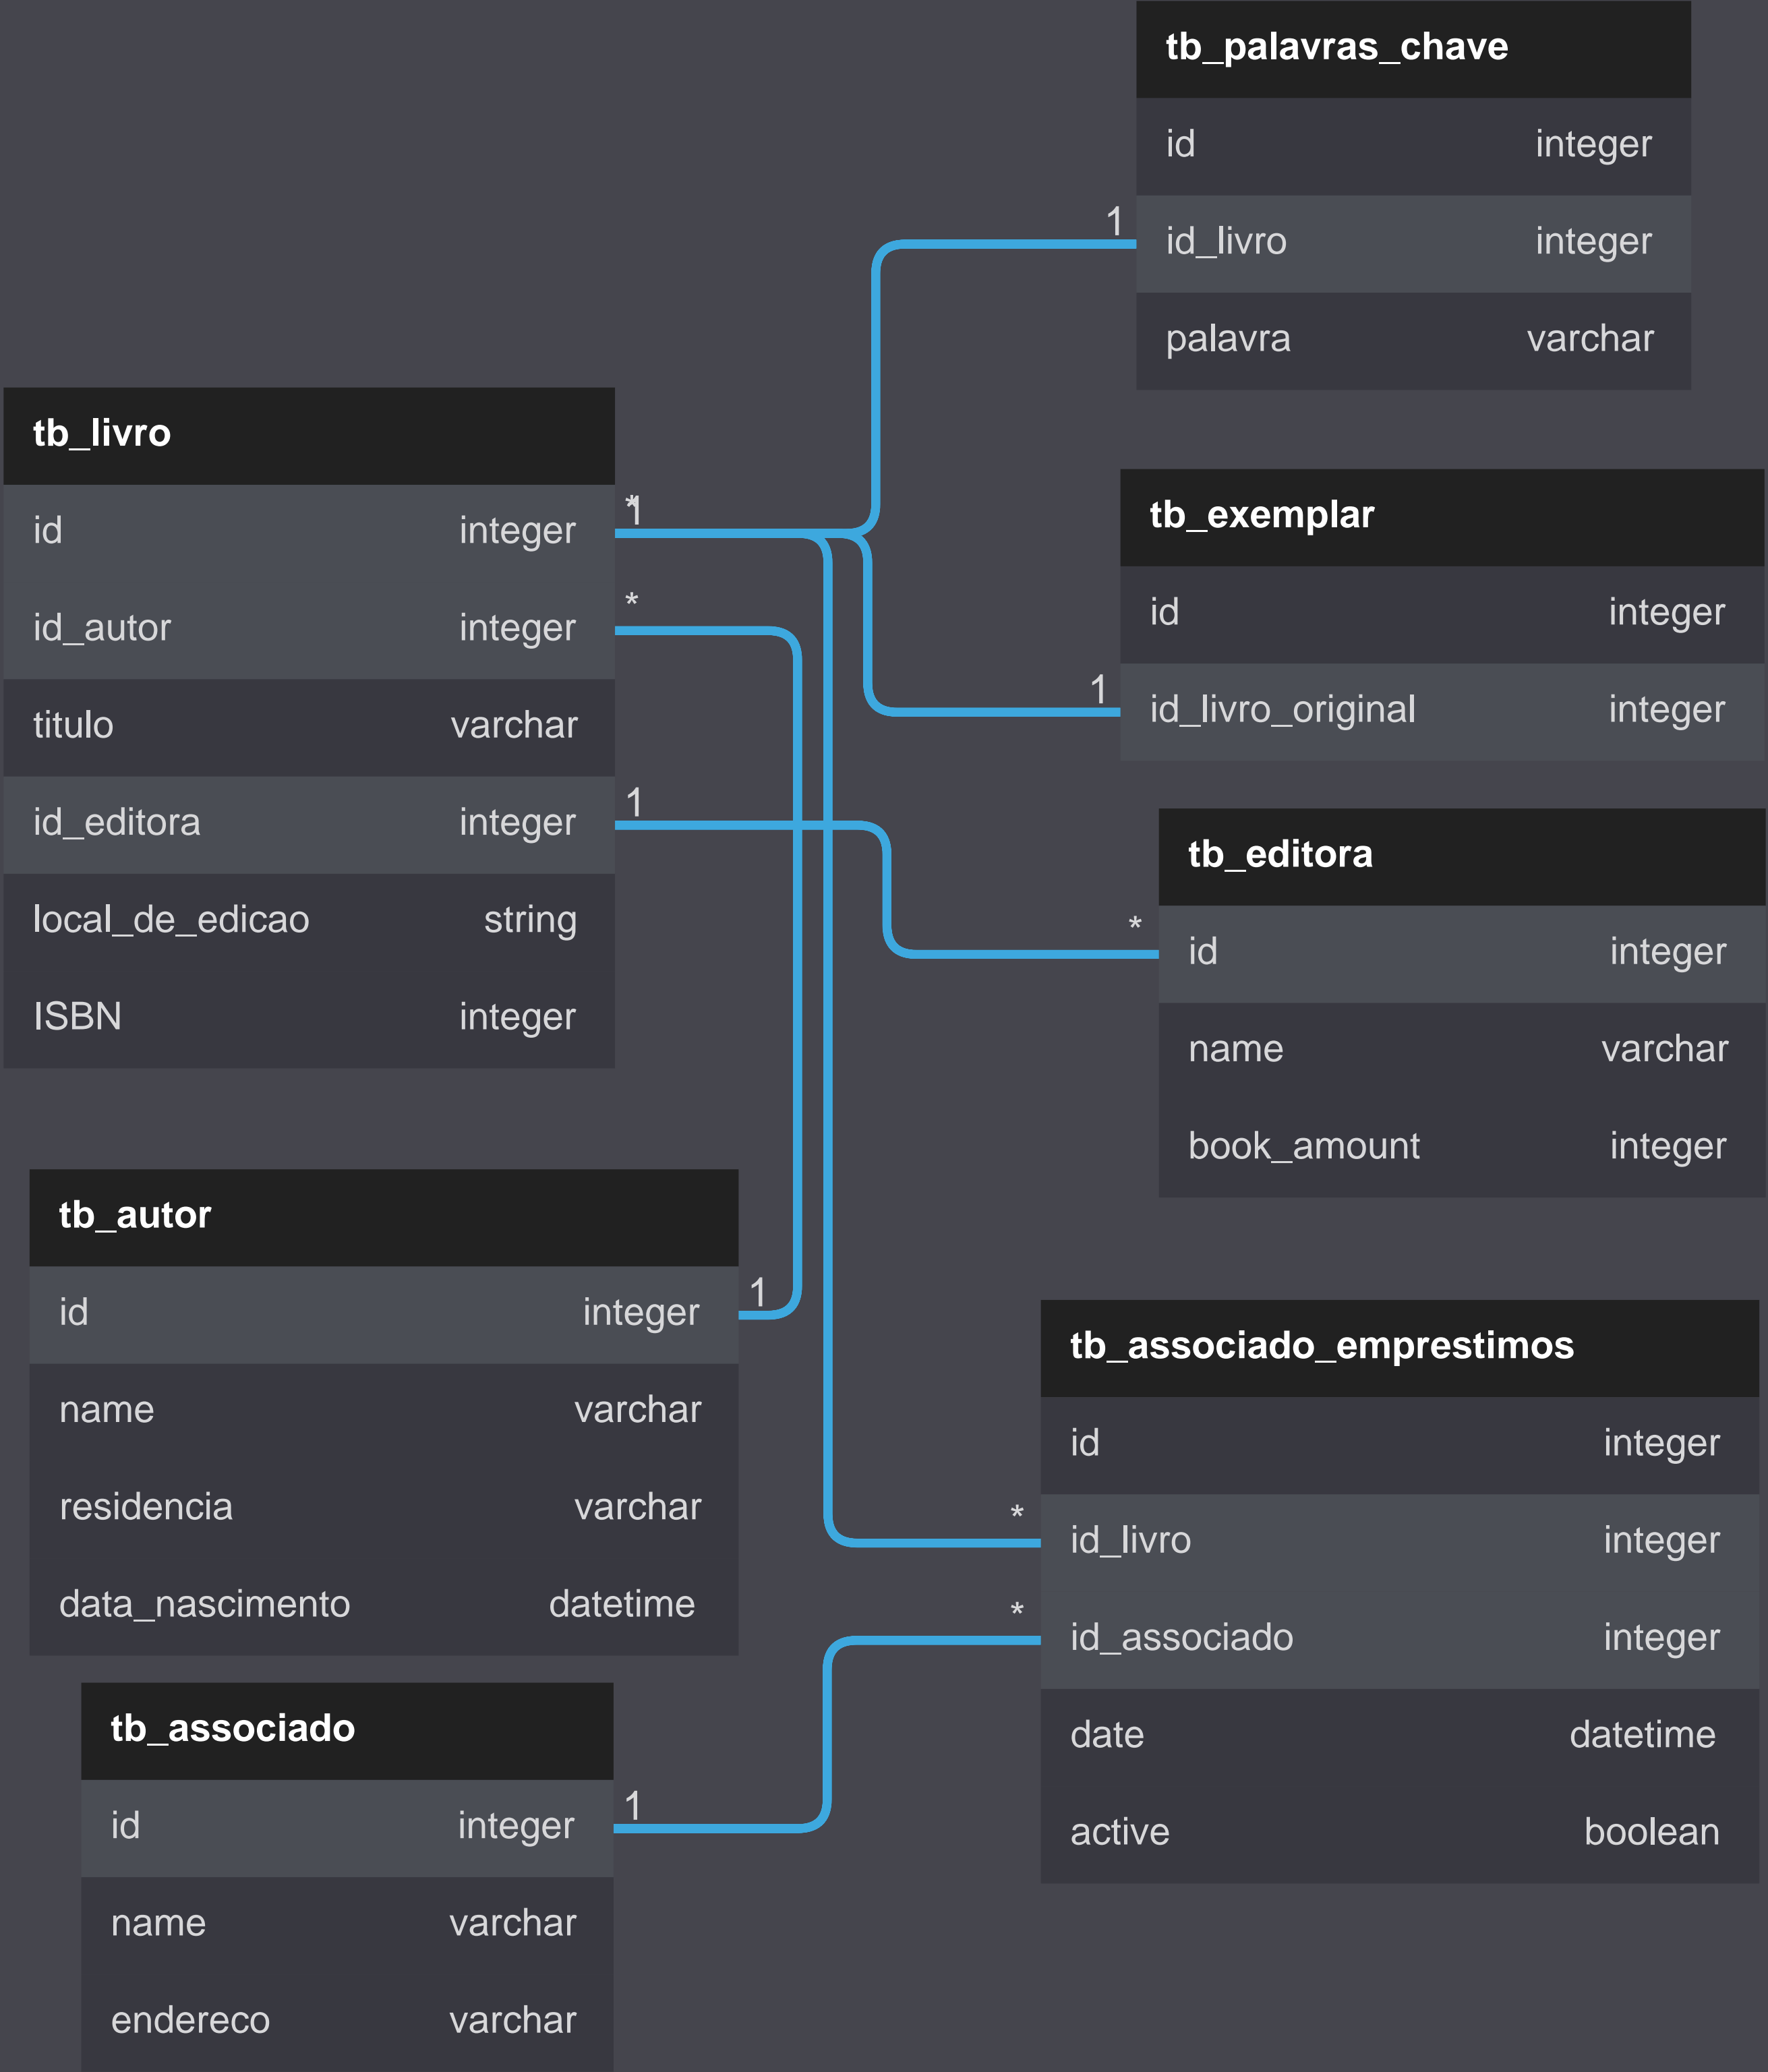 tb_palavras_chave
id integer
1
id_livro integer
palavra varchar
tb_livro
*
1
id integer
*
id_autor integer
titulo varchar
1
id_editora integer
local_de_edicao string
ISBN integer
tb_exemplar
id integer
1
id_livro_original integer
tb_editora
*
id integer
name varchar
book_amount integer
tb_autor
1
id integer
name varchar
residencia varchar
data_nascimento datetime
tb_associado_emprestimos
id integer
*
id_livro integer
*
id_associado integer
date datetime
active boolean
tb_associado
1
id integer
name varchar
endereco varchar